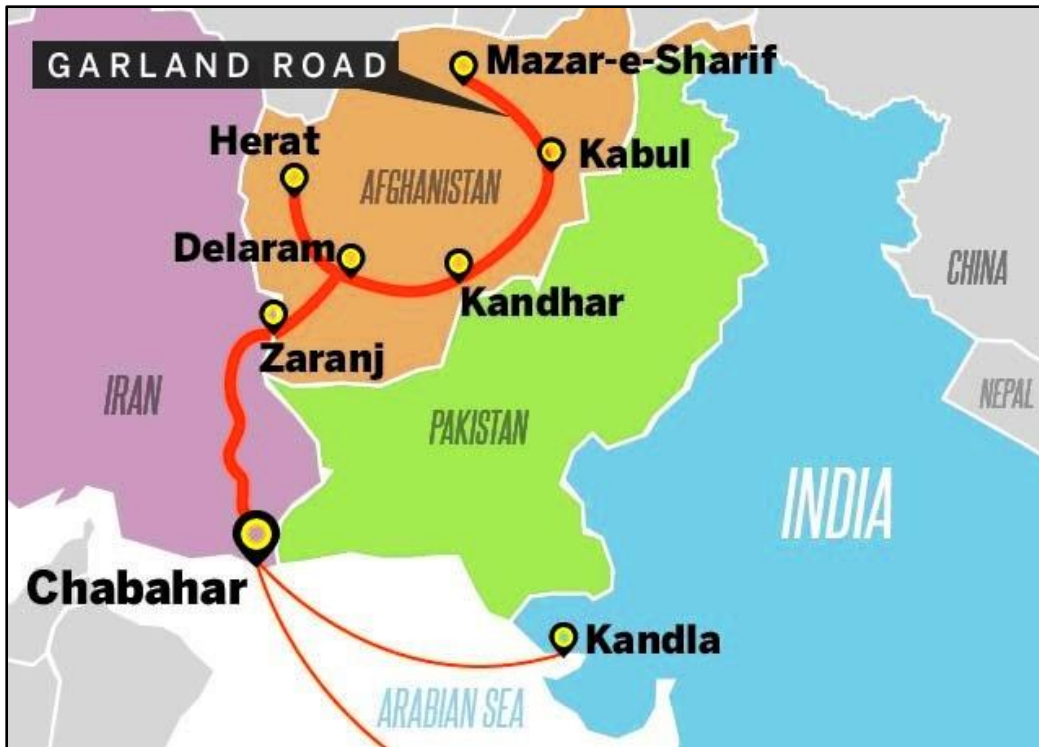 GARLAND ROAD
Mazar-e-Sharif
Herat
Kabul
AFGHANISTAN
Delaram
Kandhar
CHINA
Zaranj
IRAN
PAKISTAN
NEPAL
INDIA
Chabahar
Kandla
ARABIAN SEA